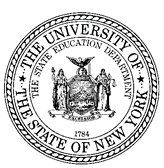 THE UNIVERSITY OF
THE STATE OF NEW YORK
THE STATE EDUCATION DEPARTMENT
EXCELSIOR
1784